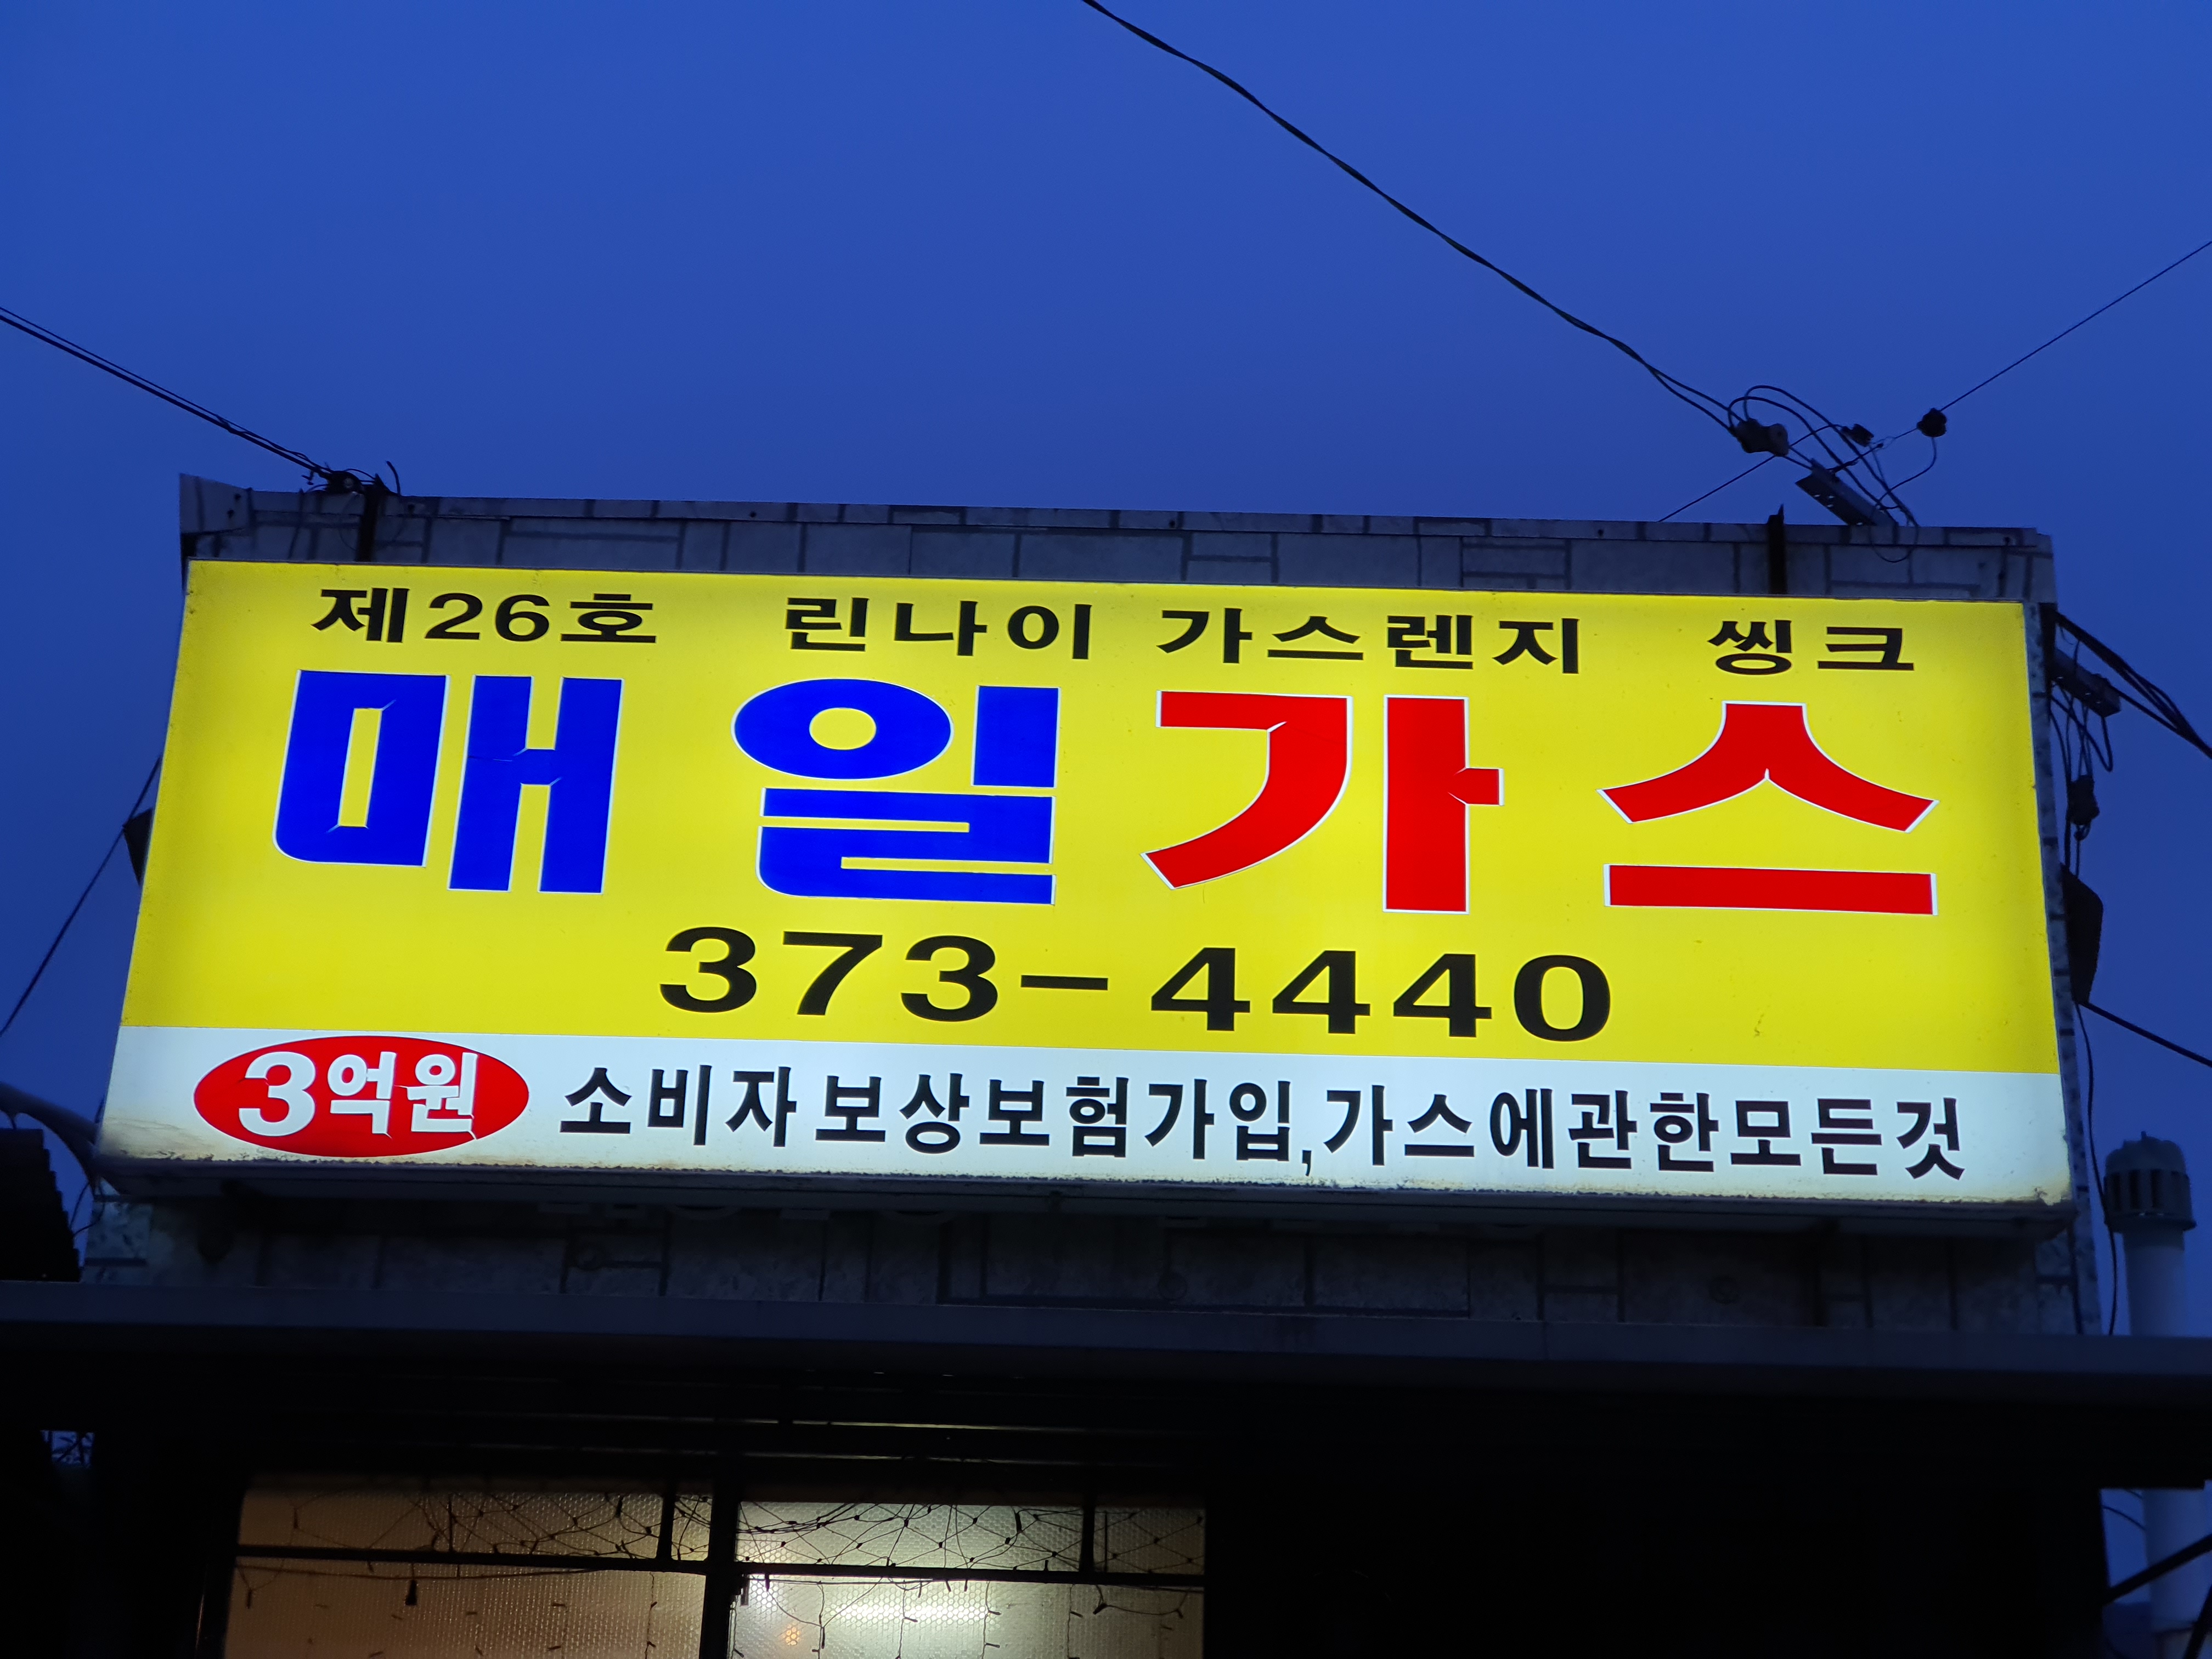 제26호 린나이 가스렌지 씽크
매일가스
373-4440
3억원 소비자보상보험가입,가스에관한모든것